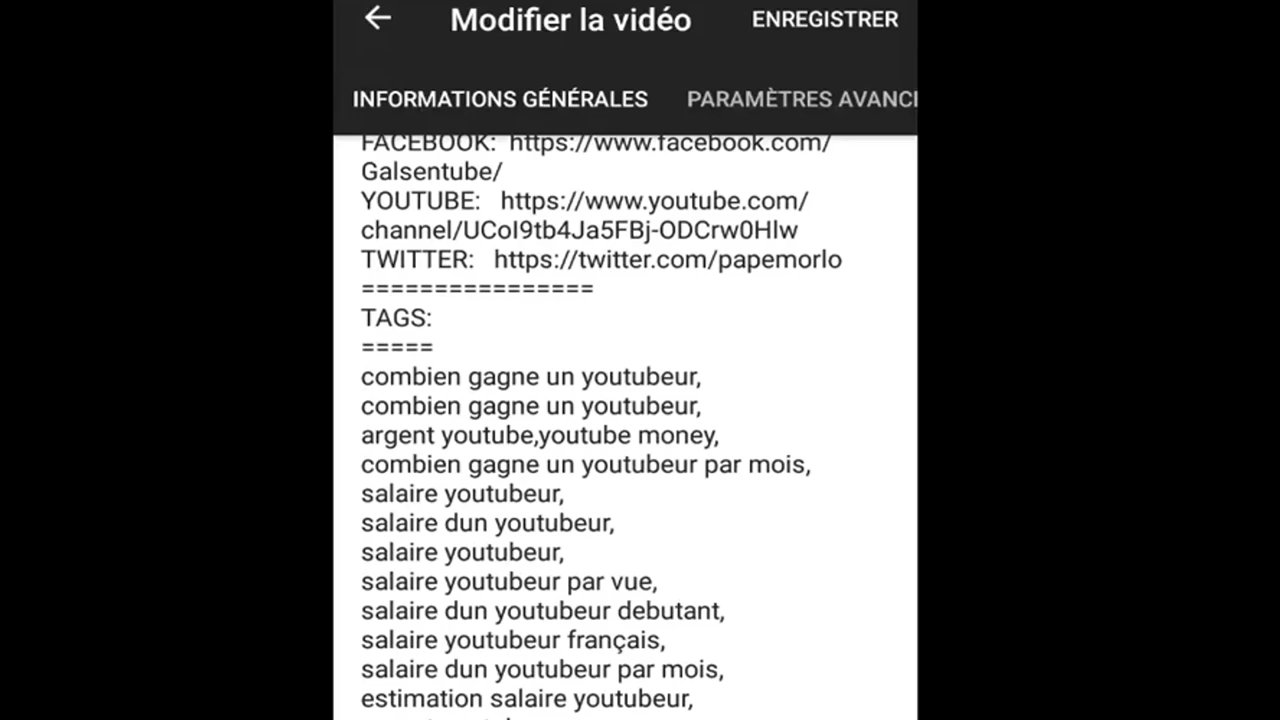 Modifier la vidéo
ENREGISTRER
INFORMATIONS GÉNÉRALES
PARAMÈTRES AVANCI
FACEBOOK: https://www.facebook.com/
Galsentube/
YOUTUBE: https://www.youtube.com/
channel/UCoI9tb4Ja5FBj-ODCrw0Hlw
TWITTER: https://twitter.com/papemorlo
================
TAGS:
=====
combien gagne un youtubeur,
combien gagne un youtubeur,
argent youtube,youtube money,
combien gagne un youtubeur par mois,
salaire youtubeur,
salaire dun youtubeur,
salaire youtubeur,
salaire youtubeur par vue,
salaire dun youtubeur debutant,
salaire youtubeur français,
salaire dun youtubeur par mois,
estimation salaire youtubeur,